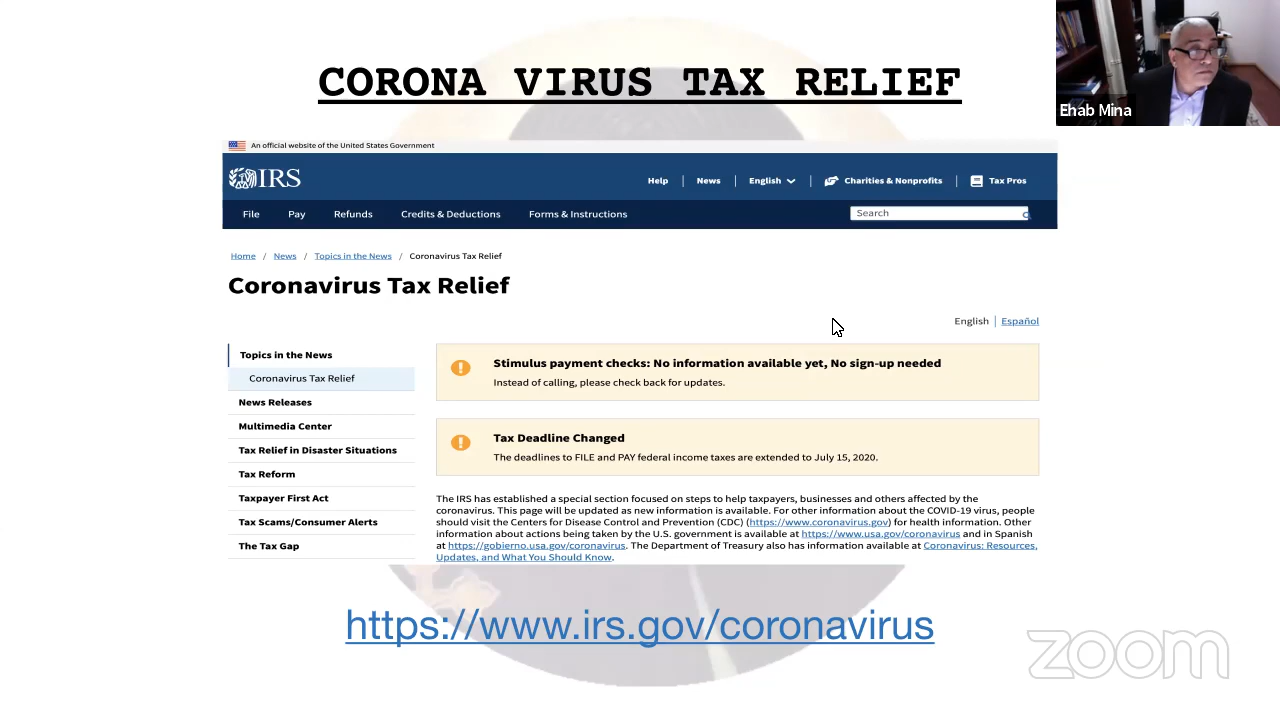 CORONA VIRUS TAX RELIEF
Ehab Mina
An official website of the United States Government
IRS
Help | News | English | Charities & Nonprofits | Tax Pros
File Pay Refunds Credits & Deductions Forms & Instructions
Search
Home / News / Topics in the News / Coronavirus Tax Relief
Coronavirus Tax Relief
English | Español
Topics in the News
Coronavirus Tax Relief
News Releases
Multimedia Center
Tax Relief in Disaster Situations
Tax Reform
Taxpayer First Act
Tax Scams/Consumer Alerts
The Tax Gap
Stimulus payment checks: No information available yet, No sign-up needed
Instead of calling, please check back for updates.
Tax Deadline Changed
The deadlines to FILE and PAY federal income taxes are extended to July 15, 2020.
The IRS has established a special section focused on steps to help taxpayers, businesses and others affected by the
coronavirus. This page will be updated as new information is available. For other information about the COVID-19 virus, people
should visit the Centers for Disease Control and Prevention (CDC) (https://www.coronavirus.gov) for health information. Other
information about actions being taken by the U.S. government is available at https://www.usa.gov/coronavirus and in Spanish
at https://gobierno.usa.gov/coronavirus. The Department of Treasury also has information available at Coronavirus: Resources,
Updates, and What You Should Know.
https://www.irs.gov/coronavirus
zoom